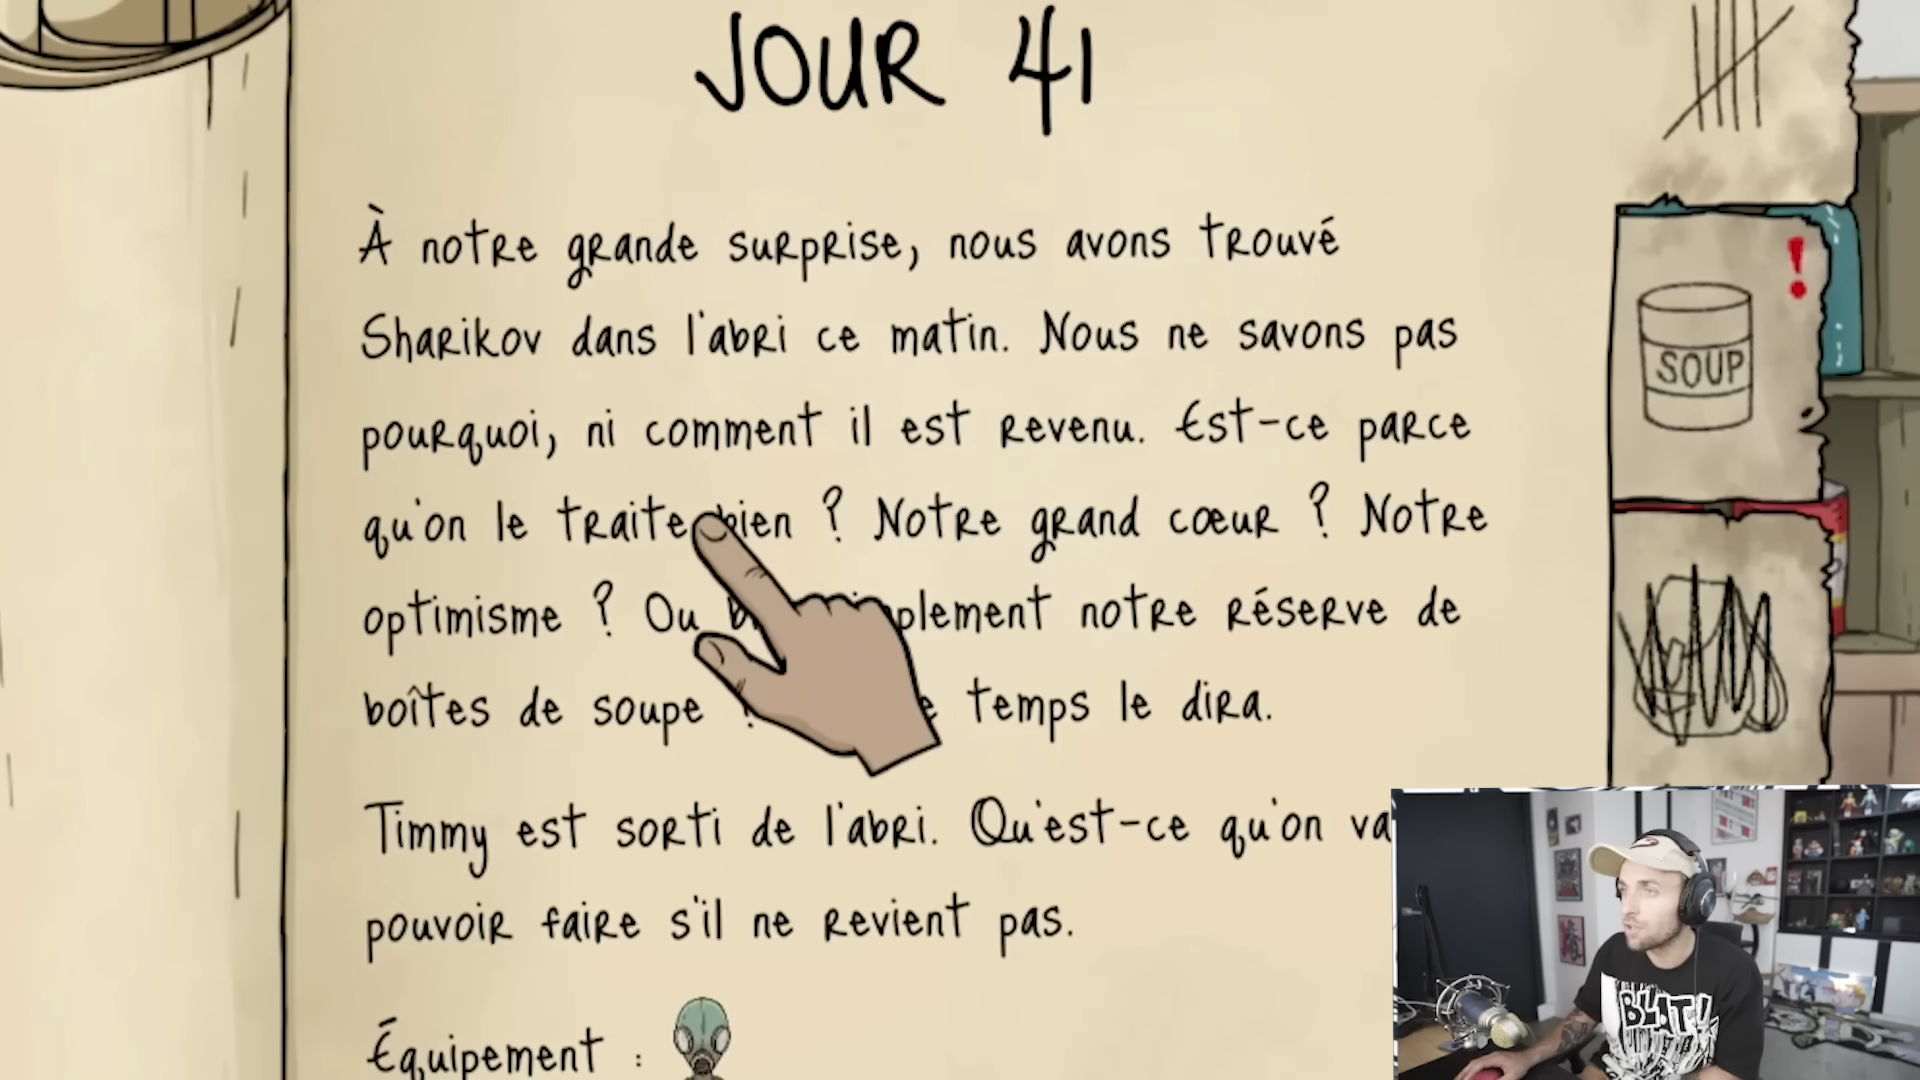 JOUR 41
À notre grande surprise, nous avons trouvé
Sharikov dans l'abri ce matin. Nous ne savons pas
pourquoi, ni comment il est revenu. Est-ce parce
qu'on le traite bien ? Notre grand cœur ? Notre
optimisme ? Ou notre réserve de
boîtes de soupe temps le dira.
Timmy est sorti de l'abri. Qu'est-ce qu'on va
pouvoir faire s'il ne revient pas.
Équipement :
!
SOUP
BLAT!